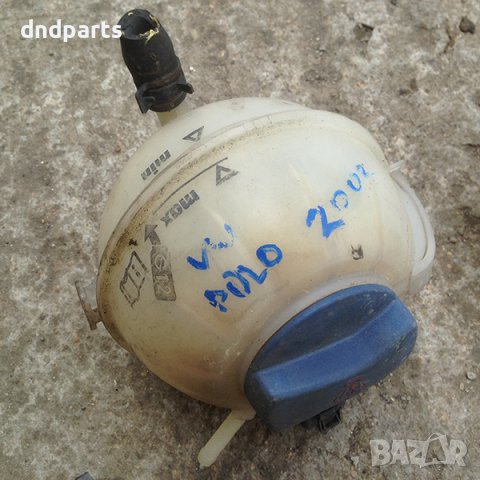 dndparts
min
max
VW
POLO 2002
BAZAR